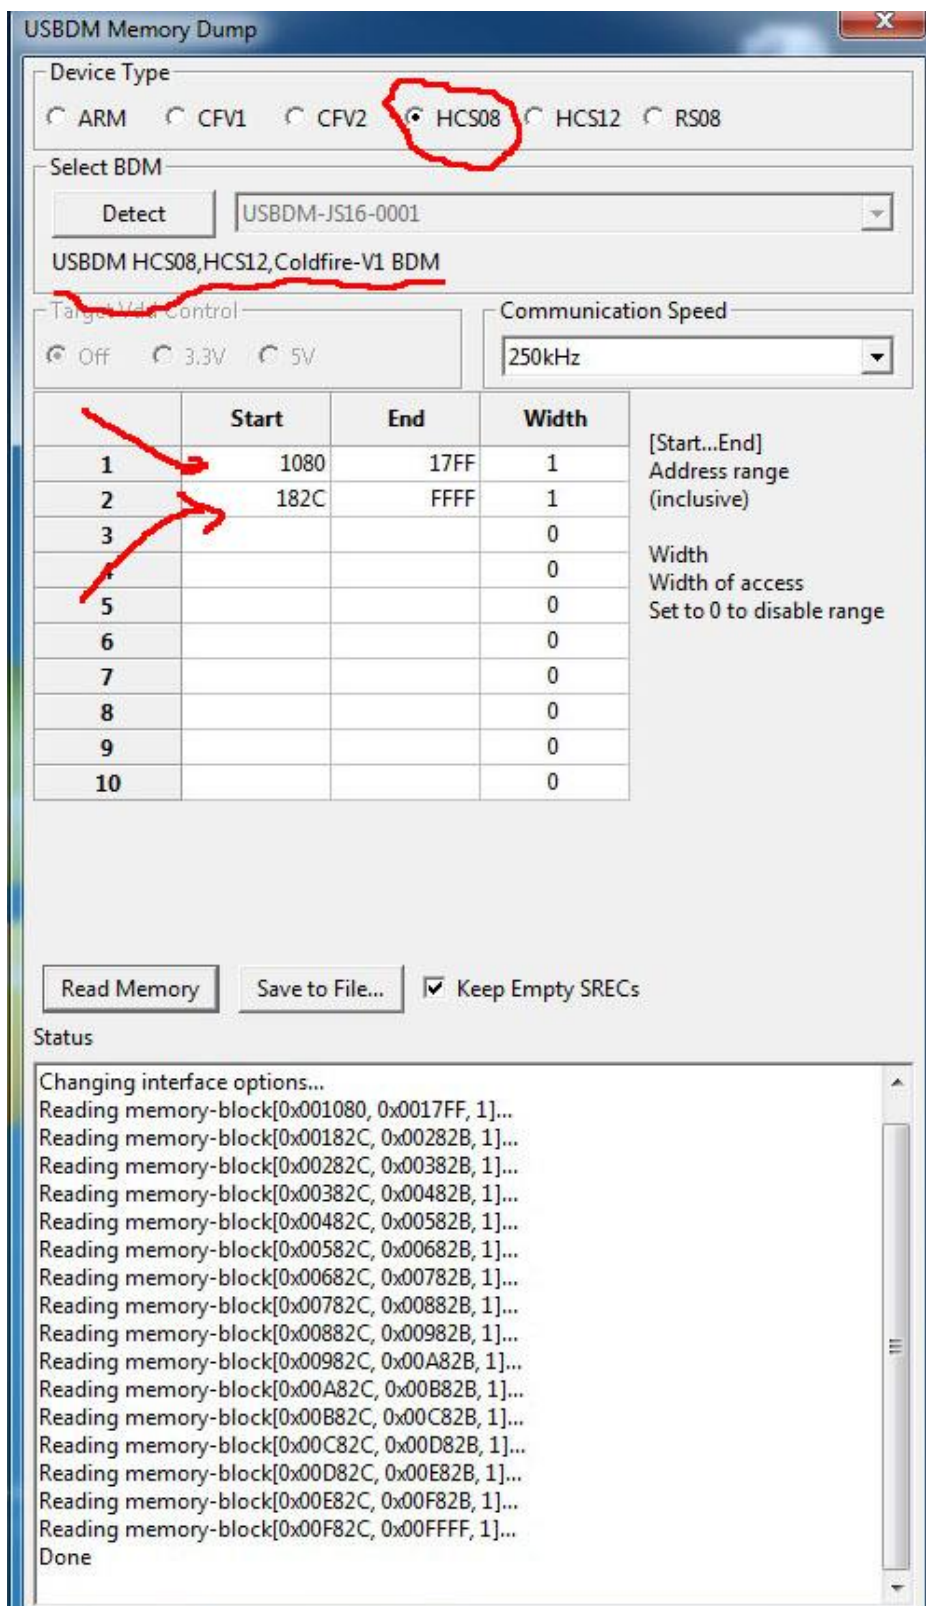 USBDM Memory Dump
X
Device Type
ARM CFV1 CFV2 HCS08 HCS12 RS08
Select BDM
Detect USBDM-JS16-0001
USBDM HCS08,HCS12,Coldfire-V1 BDM
Target Vdd Control
Off 3.3V 5V
Communication Speed
250kHz
Start End Width
1 1080 17FF 1
2 182C FFFF 1
3 0
4 0
5 0
6 0
7 0
8 0
9 0
10 0
[Start...End]
Address range
(inclusive)
Width
Width of access
Set to 0 to disable range
Read Memory Save to File... Keep Empty SRECs
Status
Changing interface options...
Reading memory-block[0x001080, 0x0017FF, 1]...
Reading memory-block[0x00182C, 0x00282B, 1]...
Reading memory-block[0x00282C, 0x00382B, 1]...
Reading memory-block[0x00382C, 0x00482B, 1]...
Reading memory-block[0x00482C, 0x00582B, 1]...
Reading memory-block[0x00582C, 0x00682B, 1]...
Reading memory-block[0x00682C, 0x00782B, 1]...
Reading memory-block[0x00782C, 0x00882B, 1]...
Reading memory-block[0x00882C, 0x00982B, 1]...
Reading memory-block[0x00982C, 0x00A82B, 1]...
Reading memory-block[0x00A82C, 0x00B82B, 1]...
Reading memory-block[0x00B82C, 0x00C82B, 1]...
Reading memory-block[0x00C82C, 0x00D82B, 1]...
Reading memory-block[0x00D82C, 0x00E82B, 1]...
Reading memory-block[0x00E82C, 0x00F82B, 1]...
Reading memory-block[0x00F82C, 0x00FFFF, 1]...
Done